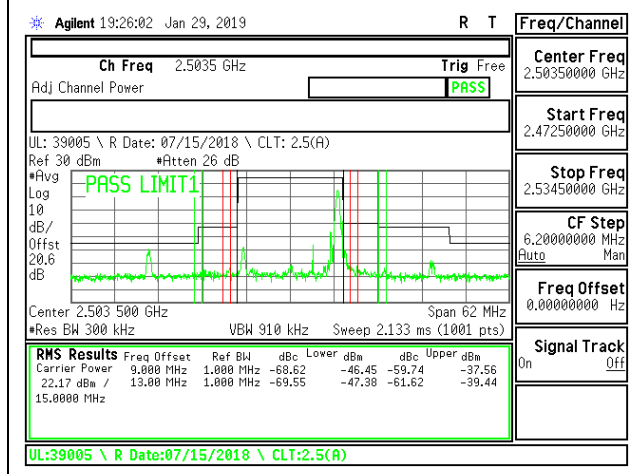 Agilent 19:26:02 Jan 29, 2019 R T
Freq/Channel
Ch Freq 2.5035 GHz Trig Free
Adj Channel Power PASS
UL: 39005 \ R Date: 07/15/2018 \ CLT: 2.5(A)
Ref 30 dBm #Atten 26 dB
#Avg
Log
10
dB/
Offst
20.6
dB
PASS LIMIT1
Center 2.503 500 GHz Span 62 MHz
#Res BW 300 kHz VBW 910 kHz Sweep 2.133 ms (1001 pts)
RMS Results Freq Offset Ref BW dBc Lower dBm dBc Upper dBm
Carrier Power 9.000 MHz 1.000 MHz -68.62 -46.45 -59.74 -37.56
22.17 dBm / 13.00 MHz 1.000 MHz -69.55 -47.38 -61.62 -39.44
15.0000 MHz
UL:39005 \ R Date:07/15/2018 \ CLT:2.5(A)
Center Freq
2.50350000 GHz
Start Freq
2.47250000 GHz
Stop Freq
2.53450000 GHz
CF Step
6.20000000 MHz
Auto Man
Freq Offset
0.00000000 Hz
Signal Track
On Off